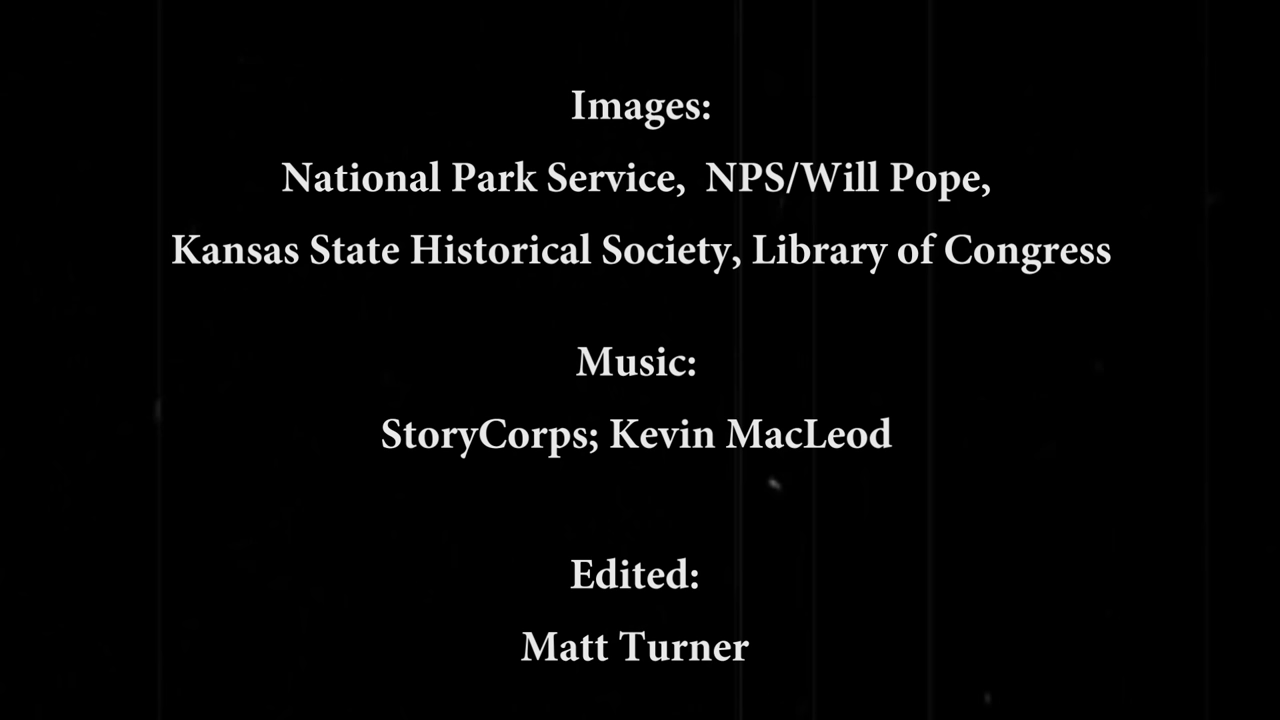 Images:
National Park Service,  NPS/Will Pope,
Kansas State Historical Society, Library of Congress
Music:
StoryCorps; Kevin MacLeod
Edited:
Matt Turner